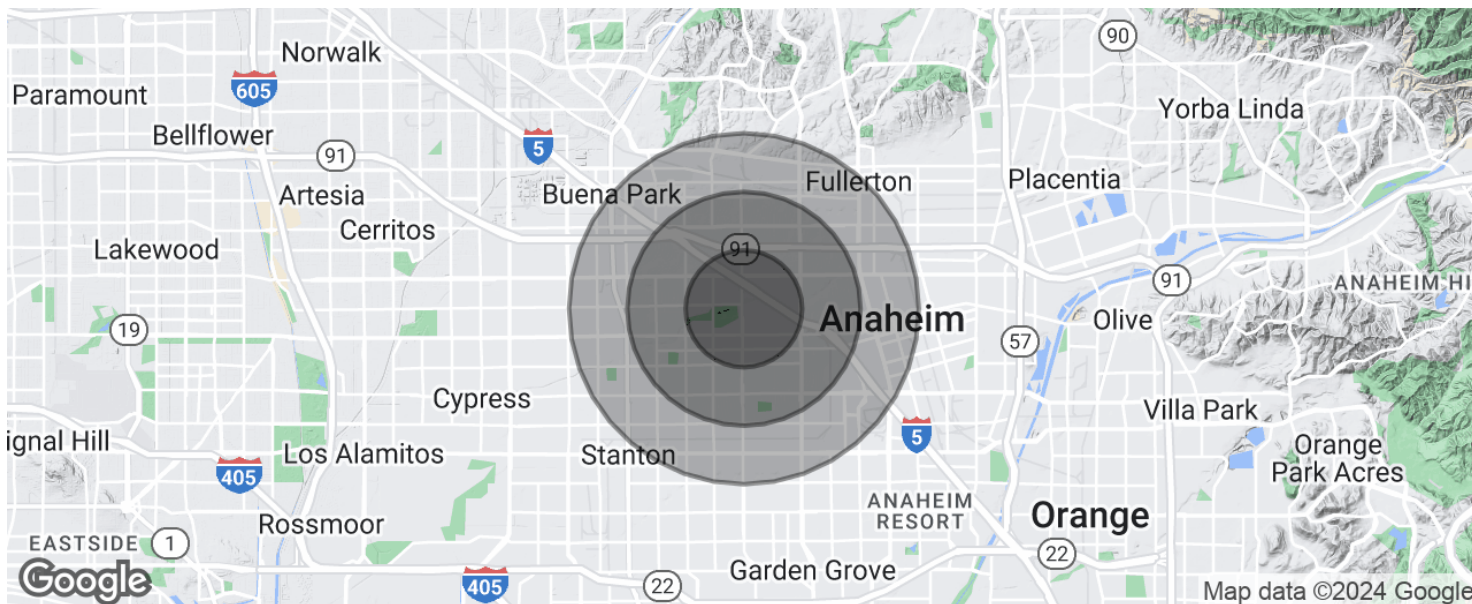 90
Norwalk
605
Paramount
Yorba Linda
Bellflower
5
91
Fullerton
Placentia
Artesia
Buena Park
Cerritos
Lakewood
91
91
ANAHEIM HI
19
Anaheim
Olive
57
Cypress
Villa Park
5
ignal Hill
Los Alamitos
Stanton
Orange
Park Acres
405
ANAHEIM
RESORT
Orange
Rossmoor
EASTSIDE
1
22
Garden Grove
Google
405
22
Map data ©2024 Google